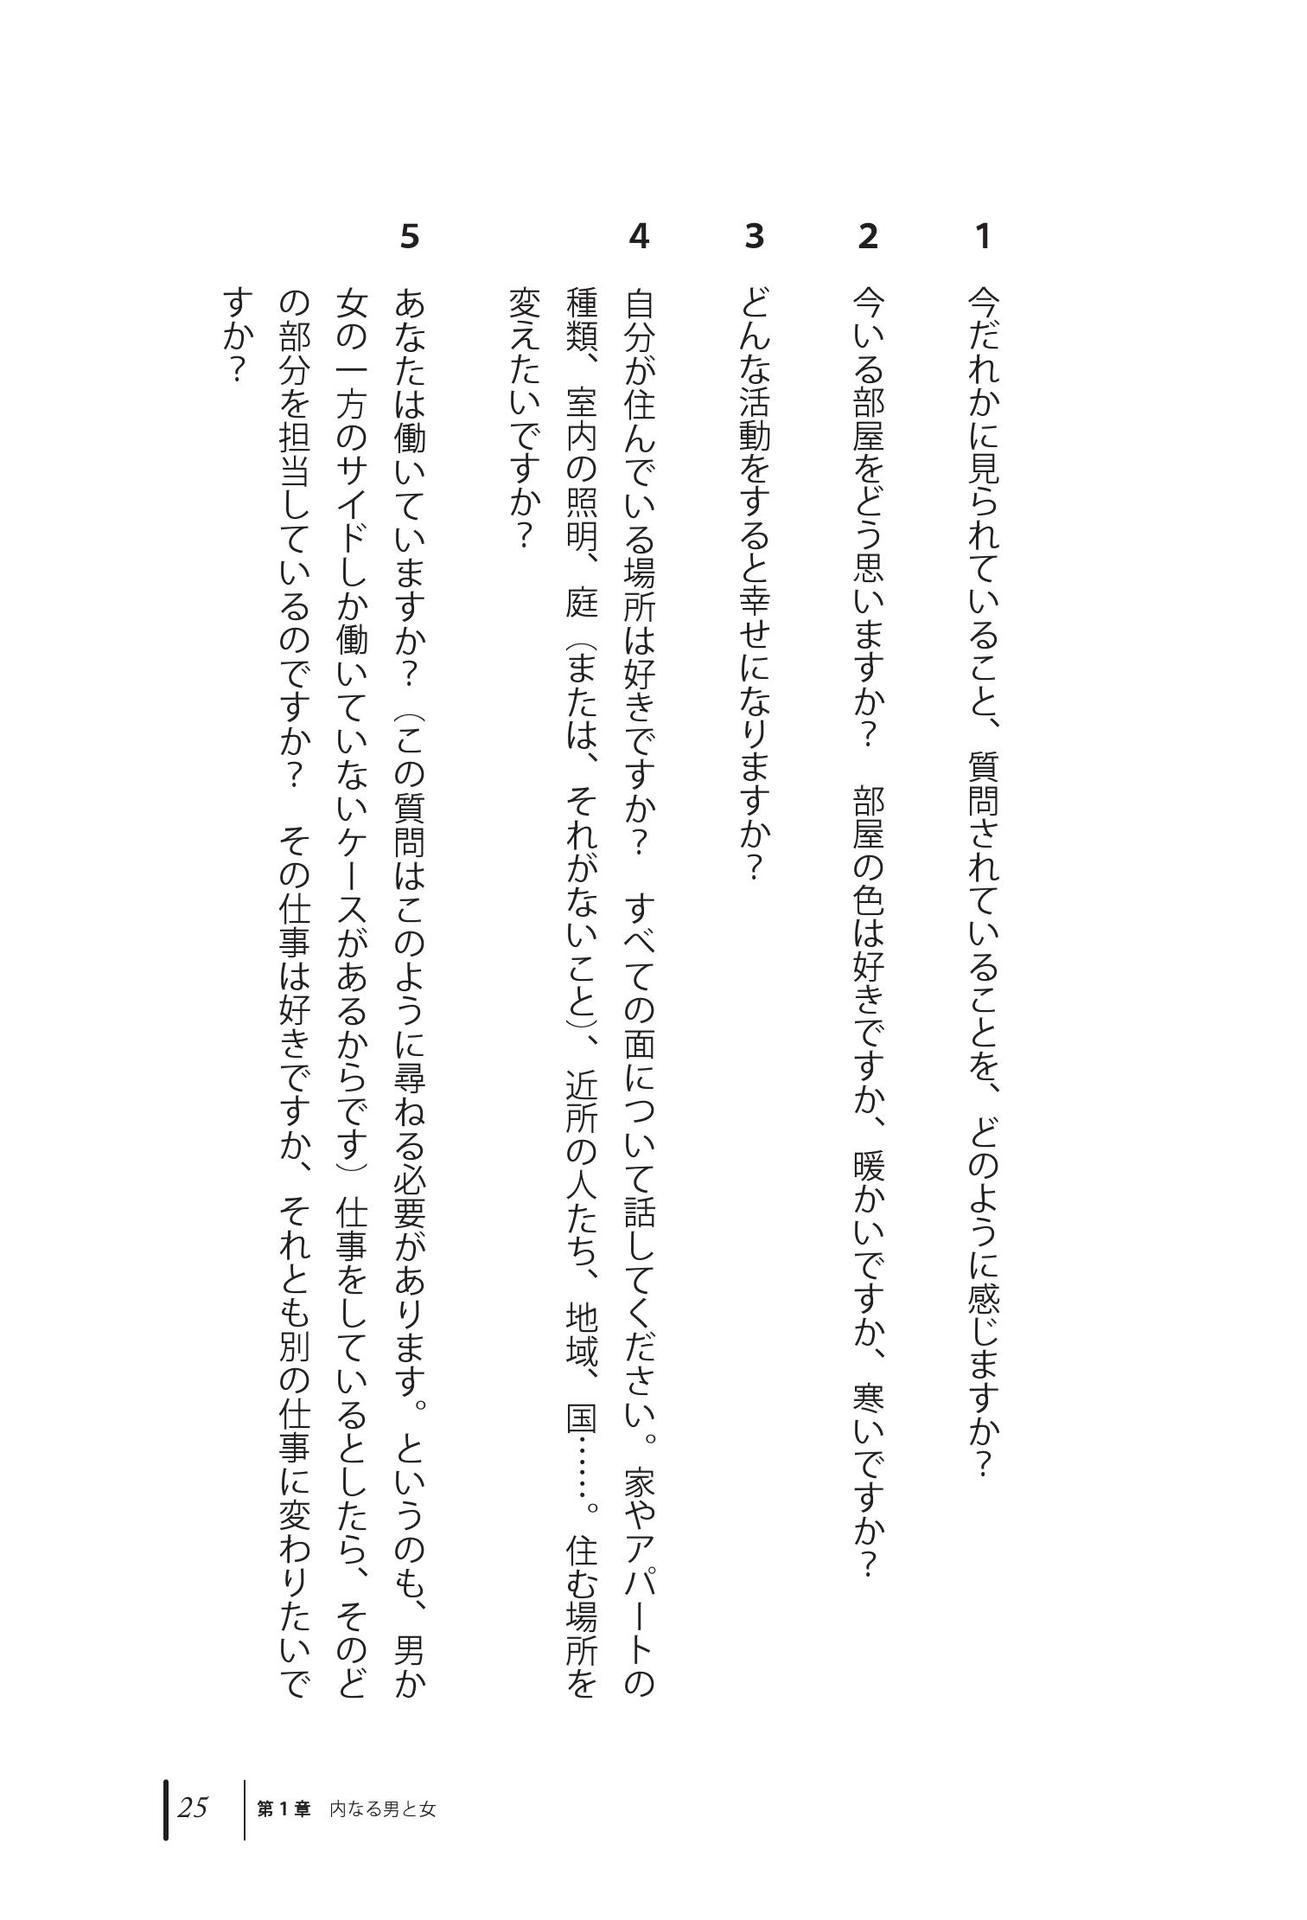 1 今だれかに見られていること、質問されていることを、どのように感じますか？
2 今いる部屋をどう思いますか？　部屋の色は好きですか、暖かいですか、寒いですか？
3 どんな活動をすると幸せになりますか？
4 自分が住んでいる場所は好きですか？　すべての面について話してください。家やアパートの
種類、室内の照明、庭（または、それがないこと）、近所の人たち、地域、国……。住む場所を
変えたいですか？
5 あなたは働いていますか？（この質問はこのように尋ねる必要があります。というのも、男か
女の一方のサイドしか働いていないケースがあるからです）仕事をしているとしたら、そのど
の部分を担当しているのですか？　その仕事は好きですか、それとも別の仕事に変わりたいで
すか？
25 第1章　内なる男と女